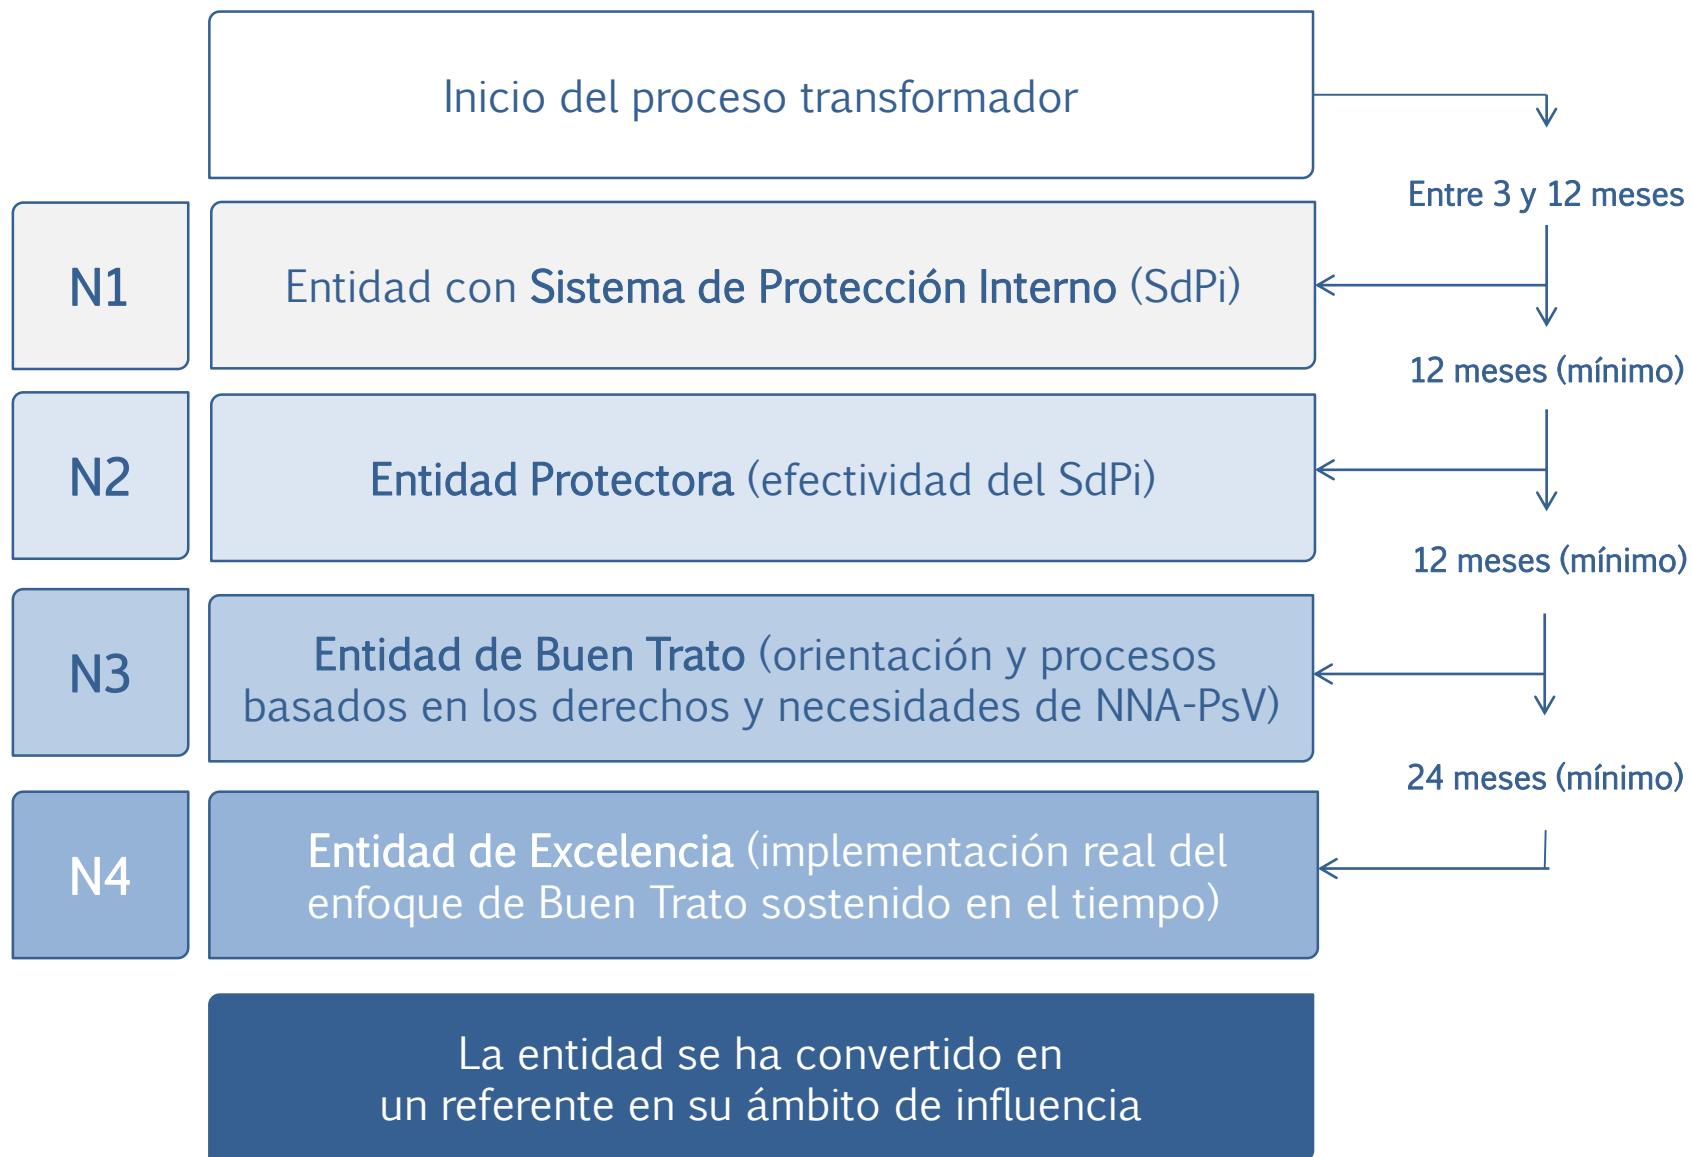 Inicio del proceso transformador
Entre 3 y 12 meses
N1
Entidad con Sistema de Protección Interno (SdPi)
12 meses (mínimo)
N2
Entidad Protectora (efectividad del SdPi)
12 meses (mínimo)
N3
Entidad de Buen Trato (orientación y procesos
basados en los derechos y necesidades de NNA-PsV)
24 meses (mínimo)
N4
Entidad de Excelencia (implementación real del
enfoque de Buen Trato sostenido en el tiempo)
La entidad se ha convertido en
un referente en su ámbito de influencia